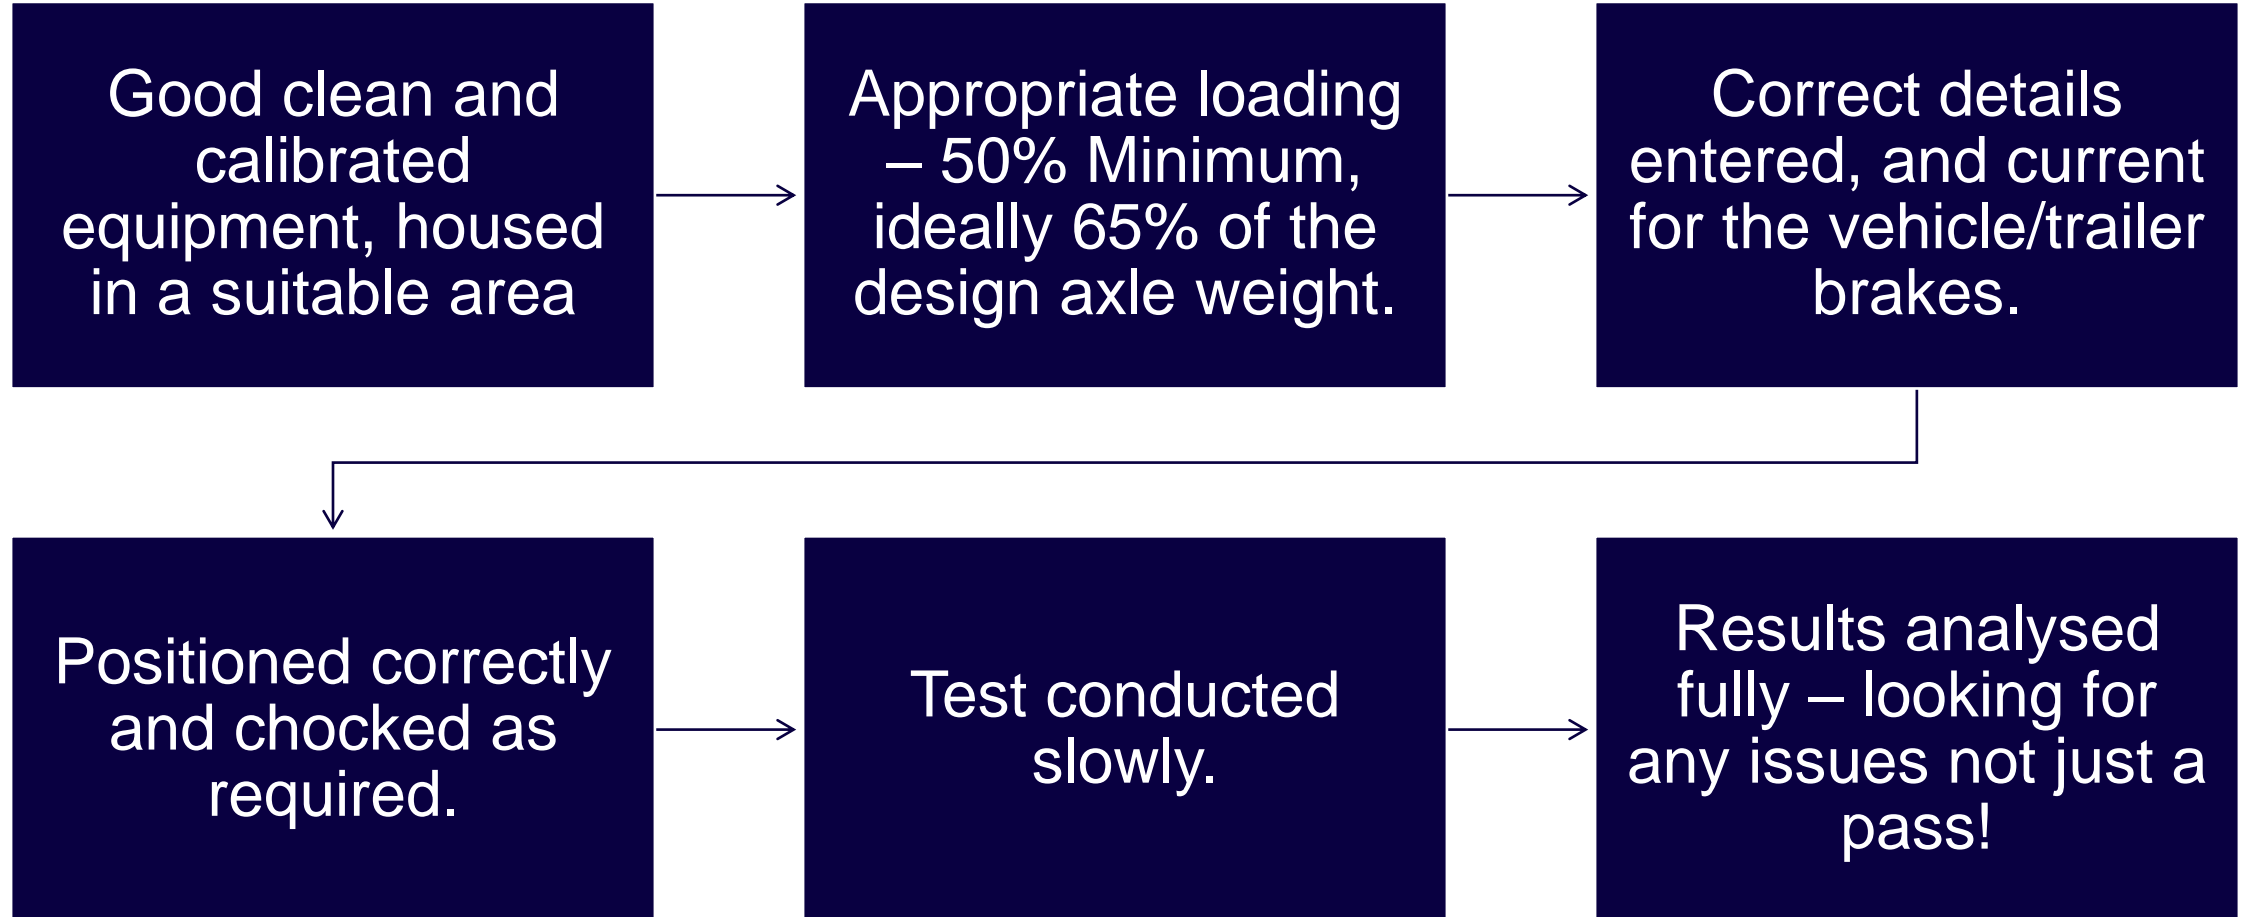 Good clean and
calibrated
equipment, housed
in a suitable area
Appropriate loading
– 50% Minimum,
ideally 65% of the
design axle weight.
Correct details
entered, and current
for the vehicle/trailer
brakes.
Positioned correctly
and chocked as
required.
Test conducted
slowly.
Results analysed
fully – looking for
any issues not just a
pass!